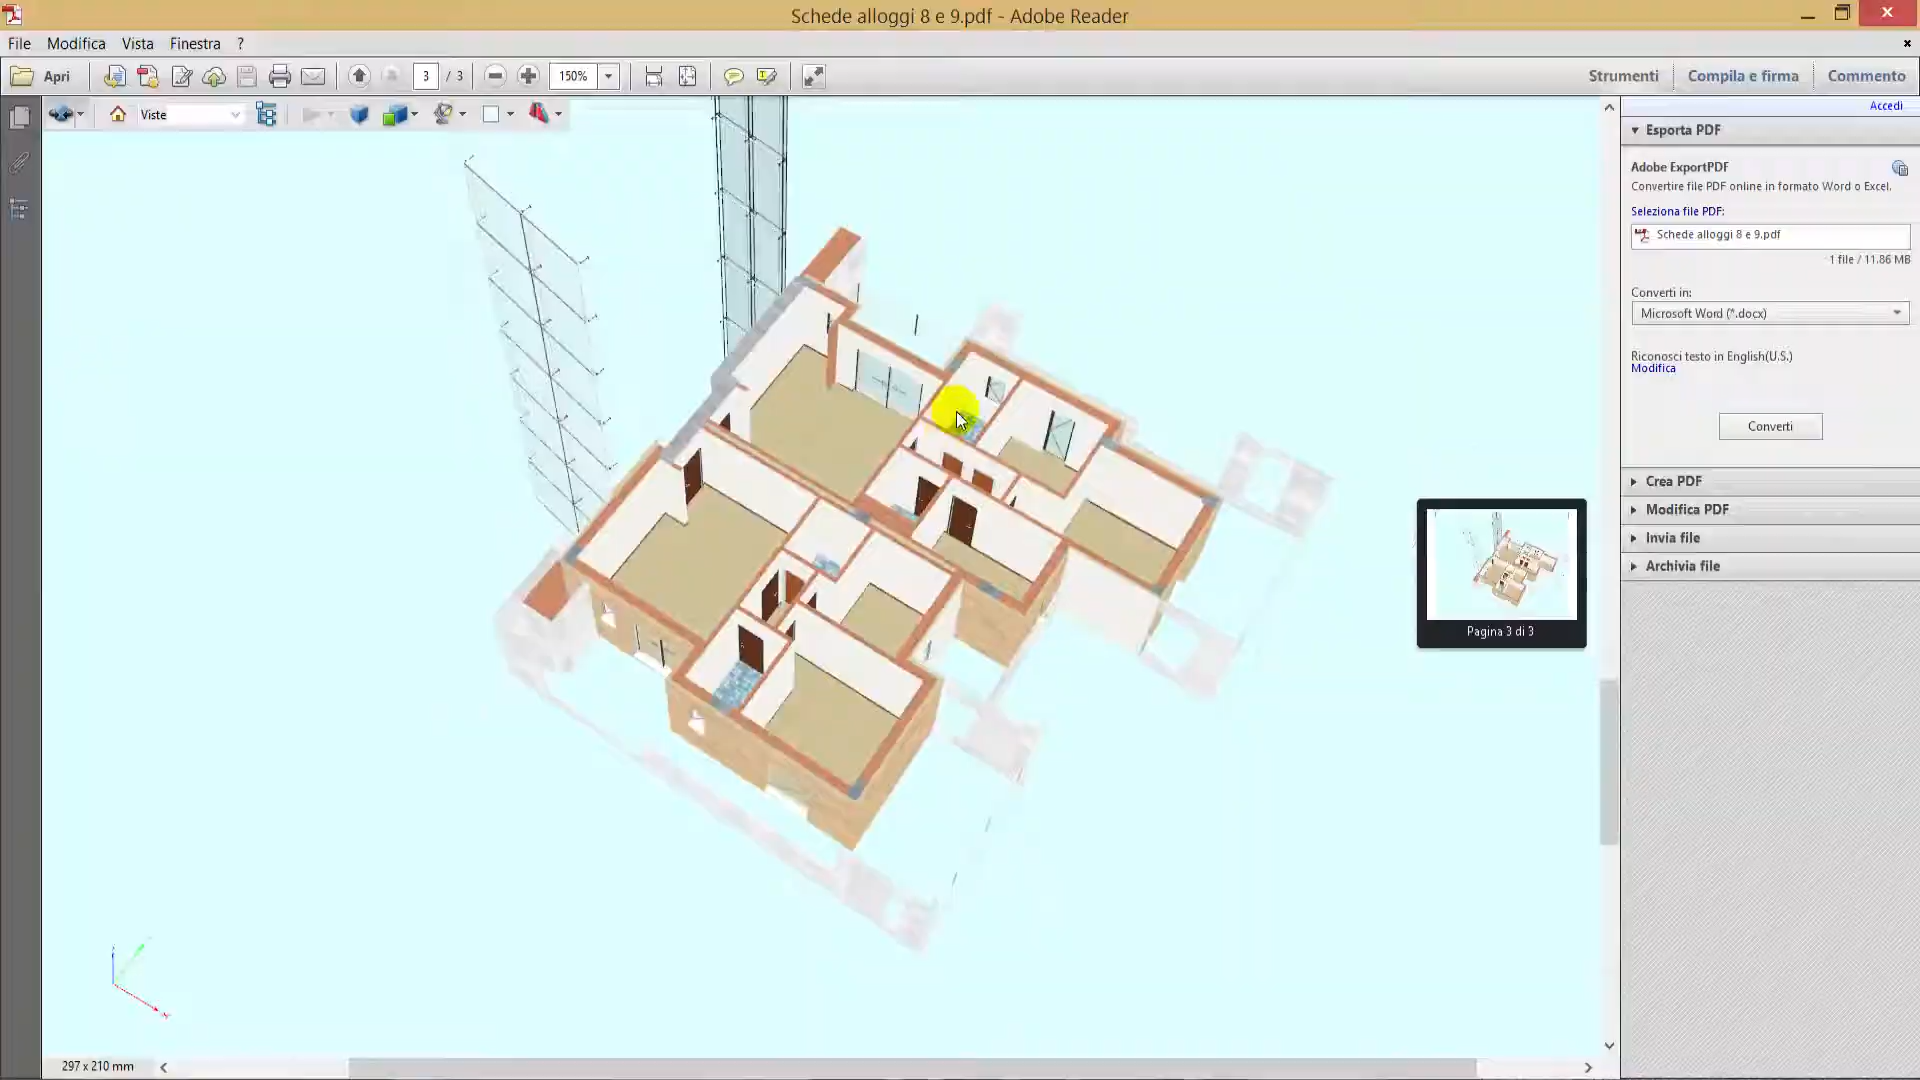 Schede alloggi 8 e 9.pdf - Adobe Reader
File Modifica Vista Finestra ?
Apri 3 / 3 150% Strumenti Compila e firma Commento
Viste
Accedi
Esporta PDF
Adobe ExportPDF
Convertire file PDF online in formato Word o Excel.
Seleziona file PDF:
Schede alloggi 8 e 9.pdf
1 file / 11.86 MB
Converti in:
Microsoft Word (*.docx)
Riconosci testo in English(U.S.)
Modifica
Converti
Crea PDF
Modifica PDF
Invia file
Archivia file
Pagina 3 di 3
297 x 210 mm